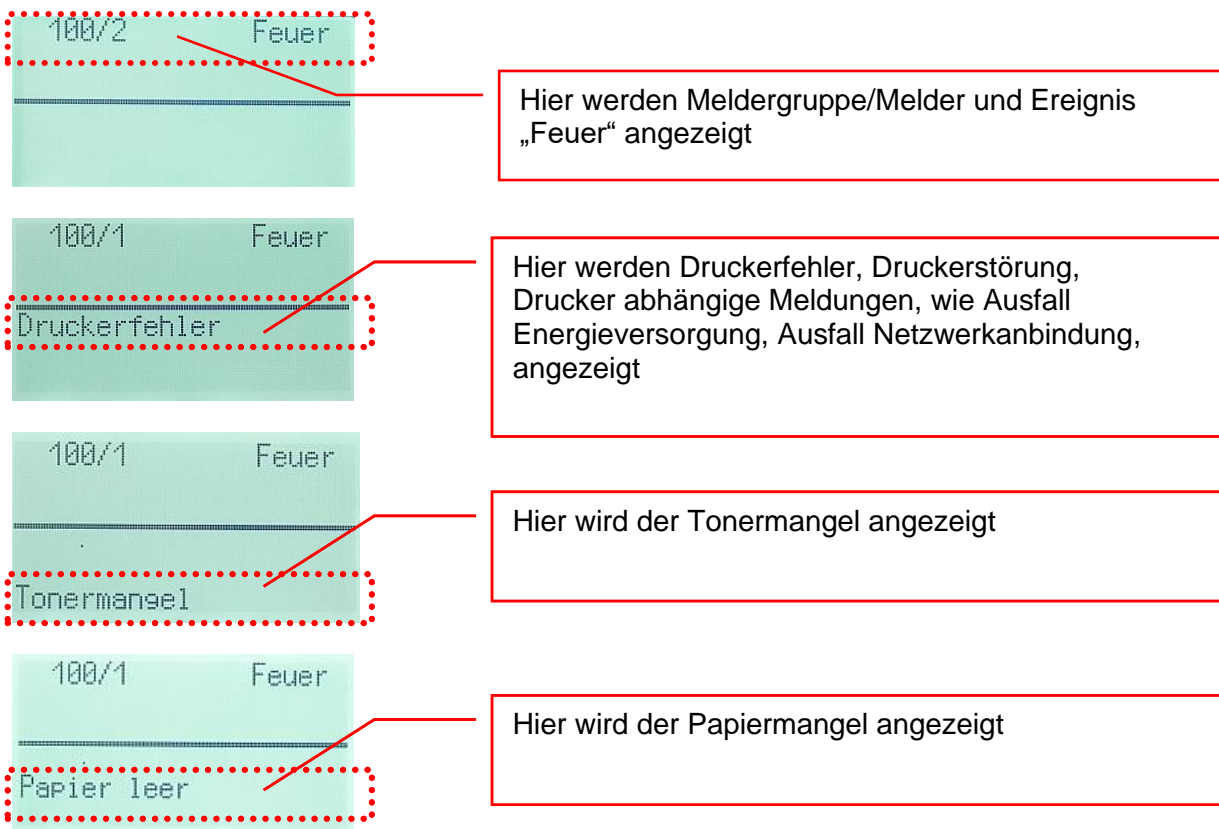 100/2 Feuer
Hier werden Meldergruppe/Melder und Ereignis
„Feuer“ angezeigt
100/1 Feuer
Druckerfehler
Hier werden Druckerfehler, Druckerstörung,
Drucker abhängige Meldungen, wie Ausfall
Energieversorgung, Ausfall Netzwerkanbindung,
angezeigt
100/1 Feuer
Tonermangel
Hier wird der Tonermangel angezeigt
100/1 Feuer
Papier leer
Hier wird der Papiermangel angezeigt